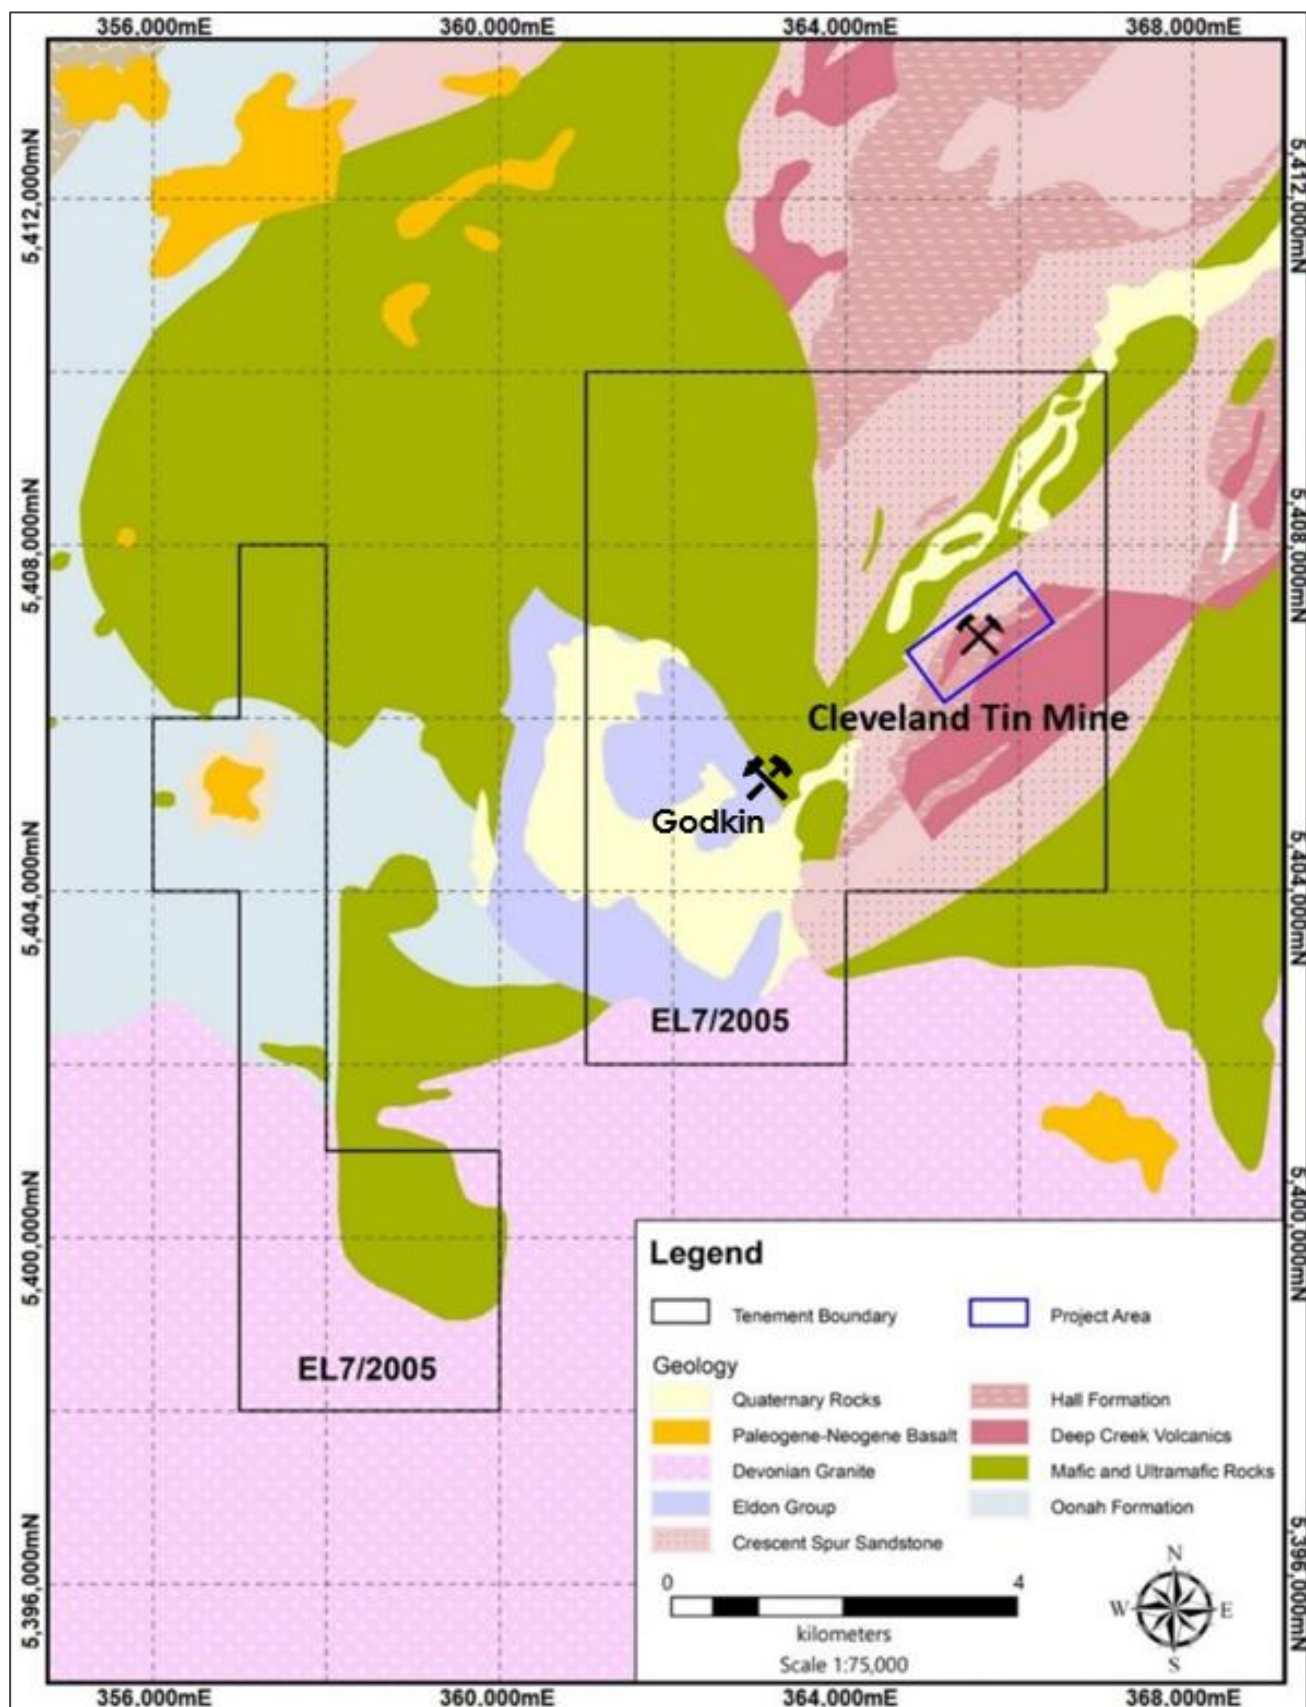 356.000mE 360.000mE 364.000mE 368.000mE
5,412,000mN
5,412,000mN
5,408,000mN
5,408,000mN
Cleveland Tin Mine
Godkin
5,404,000mN
5,404,000mN
EL7/2005
5,400,000mN
5,400,000mN
EL7/2005
Legend
Tenement Boundary
Project Area
Geology
Quaternary Rocks
Hall Formation
Paleogene-Neogene Basalt
Deep Creek Volcanics
Devonian Granite
Mafic and Ultramafic Rocks
Eldon Group
Oonah Formation
Crescent Spur Sandstone
5,396,000mN
5,396,000mN
0 4
kilometers
Scale 1:75,000
N
W E
S
356.000mE 360.000mE 364.000mE 368.000mE